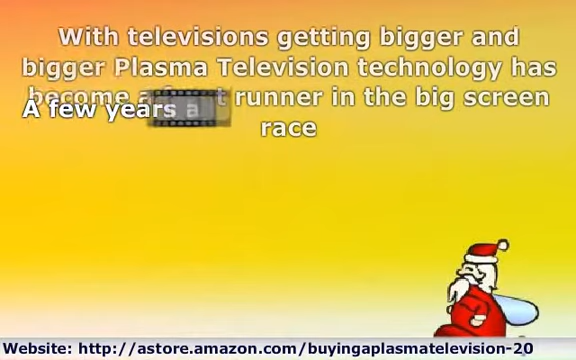 With televisions getting bigger and
bigger Plasma Television technology has
become runner in the big screen
race
A few years a
Website: http://astore.amazon.com/buyingaplasmatelevision-20